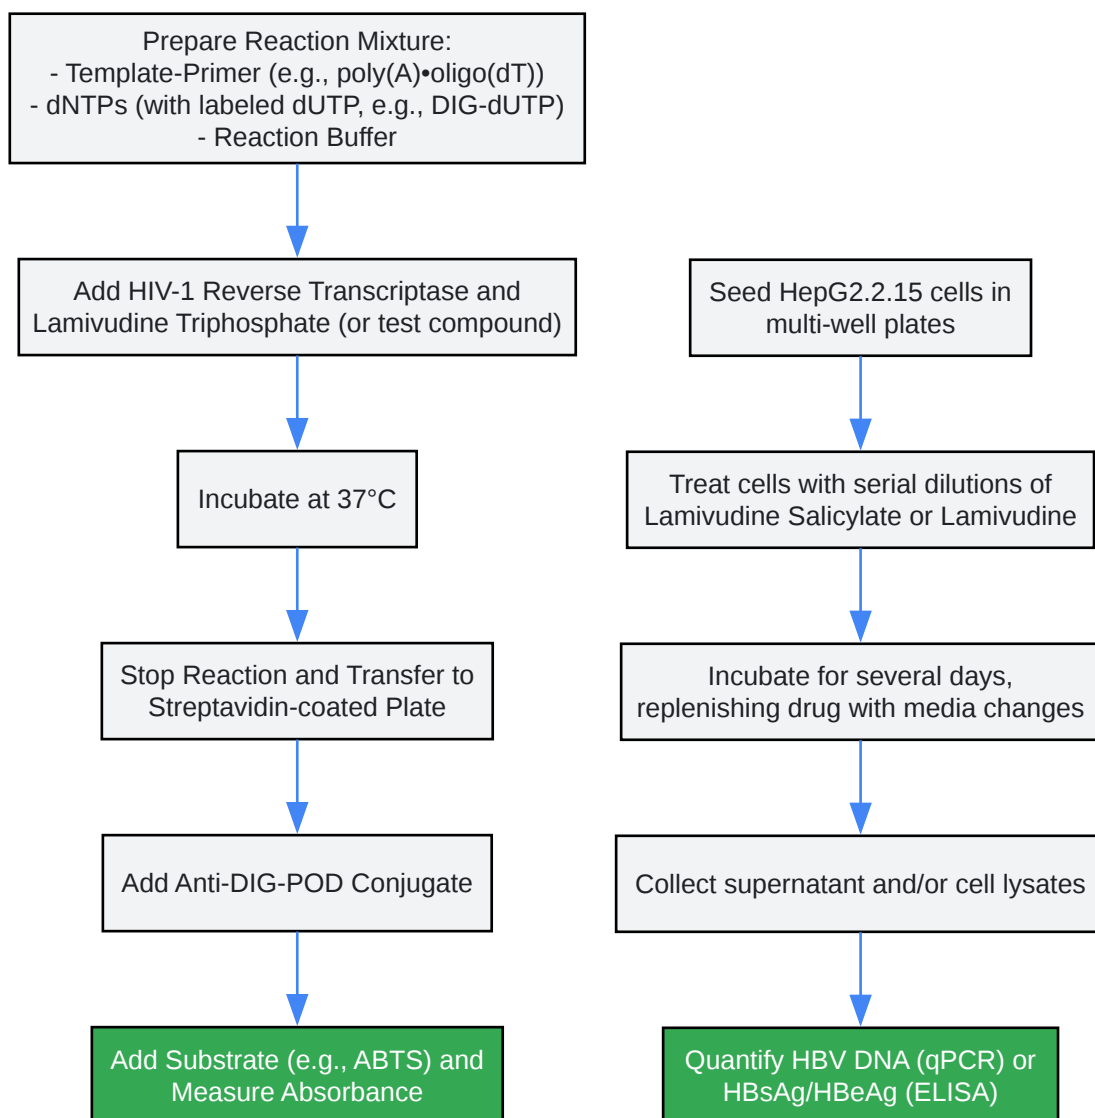 Prepare Reaction Mixture:
- Template-Primer (e.g., poly(A)•oligo(dT))
- dNTPs (with labeled dUTP, e.g., DIG-dUTP)
- Reaction Buffer
Add HIV-1 Reverse Transcriptase and
Lamivudine Triphosphate (or test compound)
Incubate at 37°C
Stop Reaction and Transfer to
Streptavidin-coated Plate
Add Anti-DIG-POD Conjugate
Add Substrate (e.g., ABTS) and
Measure Absorbance
Seed HepG2.2.15 cells in
multi-well plates
Treat cells with serial dilutions of
Lamivudine Salicylate or Lamivudine
Incubate for several days,
replenishing drug with media changes
Collect supernatant and/or cell lysates
Quantify HBV DNA (qPCR) or
HBsAg/HBeAg (ELISA)